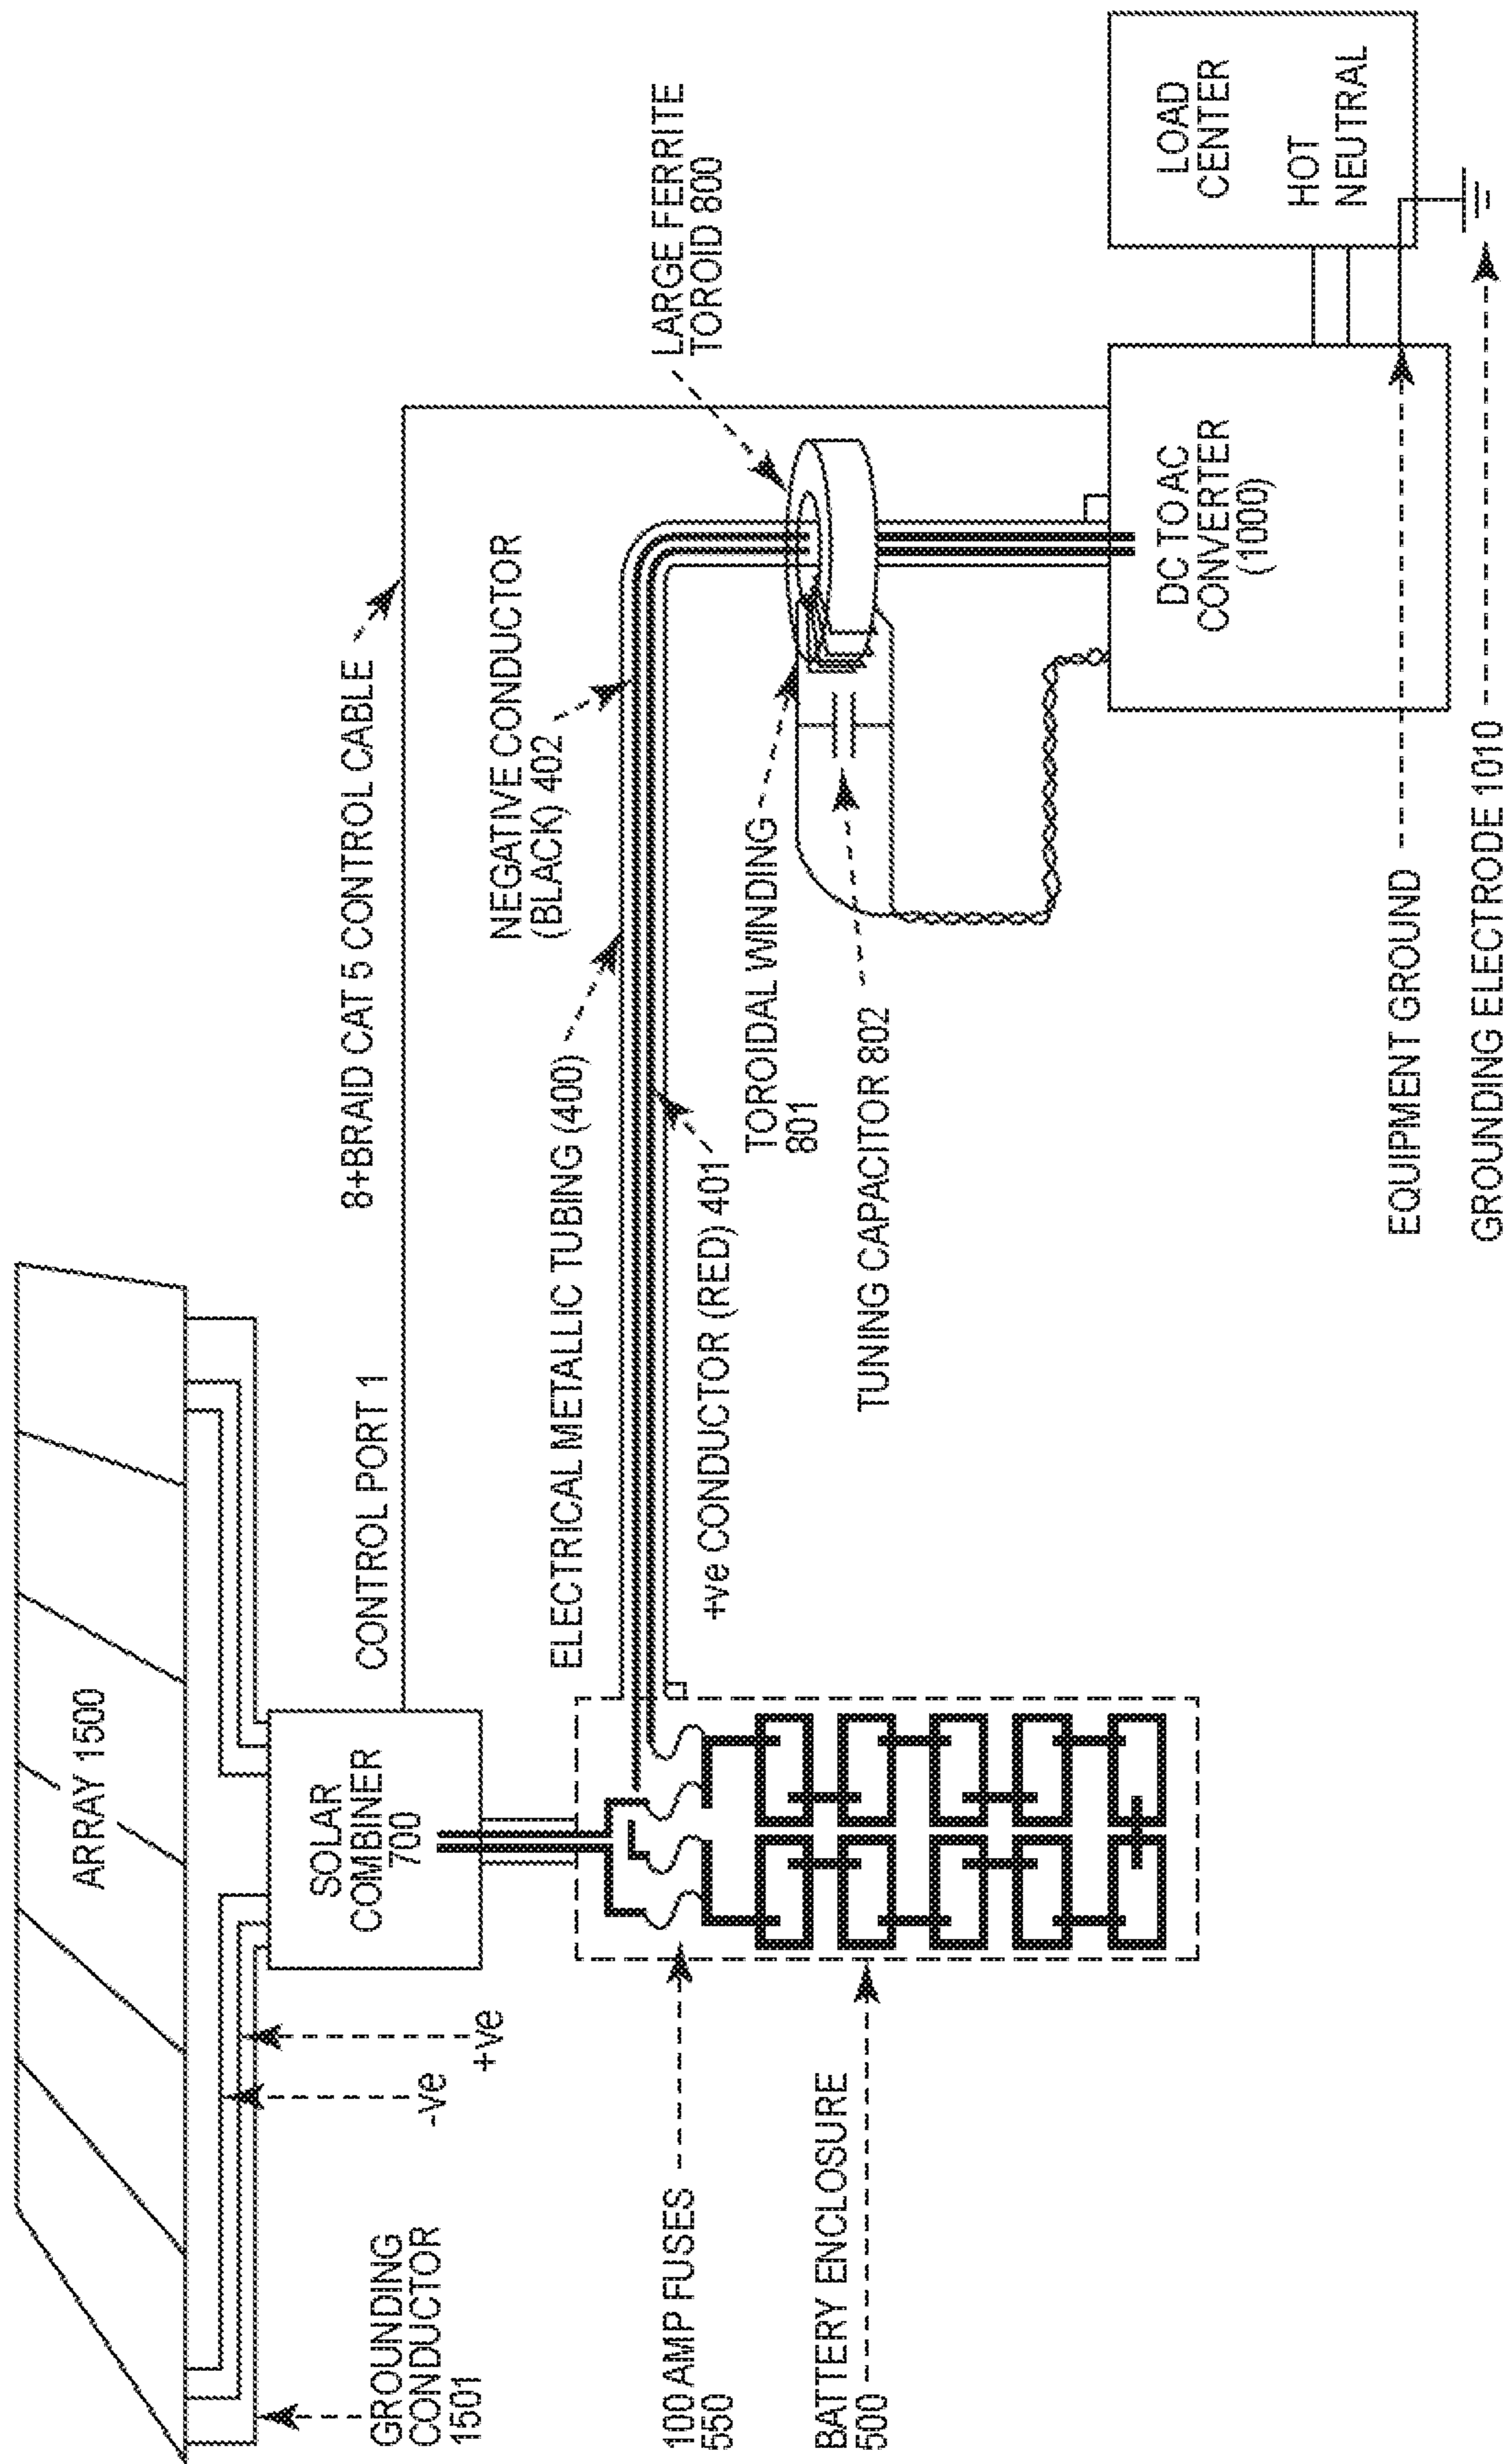 ARRAY 1500
GROUNDING
CONDUCTOR
1501
-ve
+ve
SOLAR
COMBINER
700
CONTROL PORT 1
8+BRAID CAT 5 CONTROL CABLE
100 AMP FUSES
550
BATTERY ENCLOSURE
500
ELECTRICAL METALLIC TUBING (400)
+ve CONDUCTOR (RED) 401
NEGATIVE CONDUCTOR
(BLACK) 402
LARGE FERRITE
TOROID 800
TOROIDAL WINDING
801
TUNING CAPACITOR 802
DC TO AC
CONVERTER
(1000)
LOAD
CENTER
HOT
NEUTRAL
EQUIPMENT GROUND
GROUNDING ELECTRODE 1010